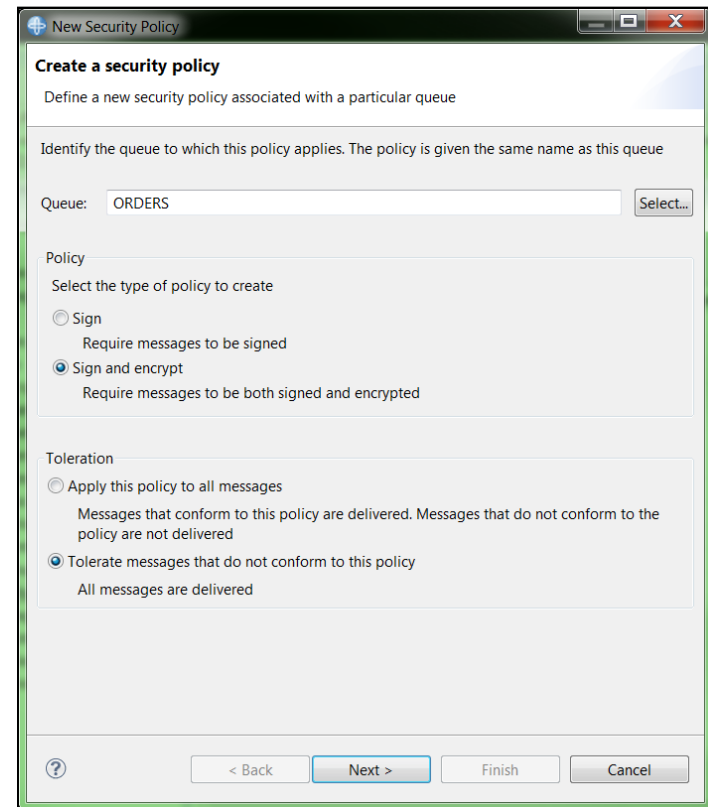 New Security Policy
Create a security policy
Define a new security policy associated with a particular queue
Identify the queue to which this policy applies. The policy is given the same name as this queue
Queue: ORDERS Select...
Policy
Select the type of policy to create
Sign
Require messages to be signed
Sign and encrypt
Require messages to be both signed and encrypted
Toleration
Apply this policy to all messages
Messages that conform to this policy are delivered. Messages that do not conform to the
policy are not delivered
Tolerate messages that do not conform to this policy
All messages are delivered
? < Back Next > Finish Cancel